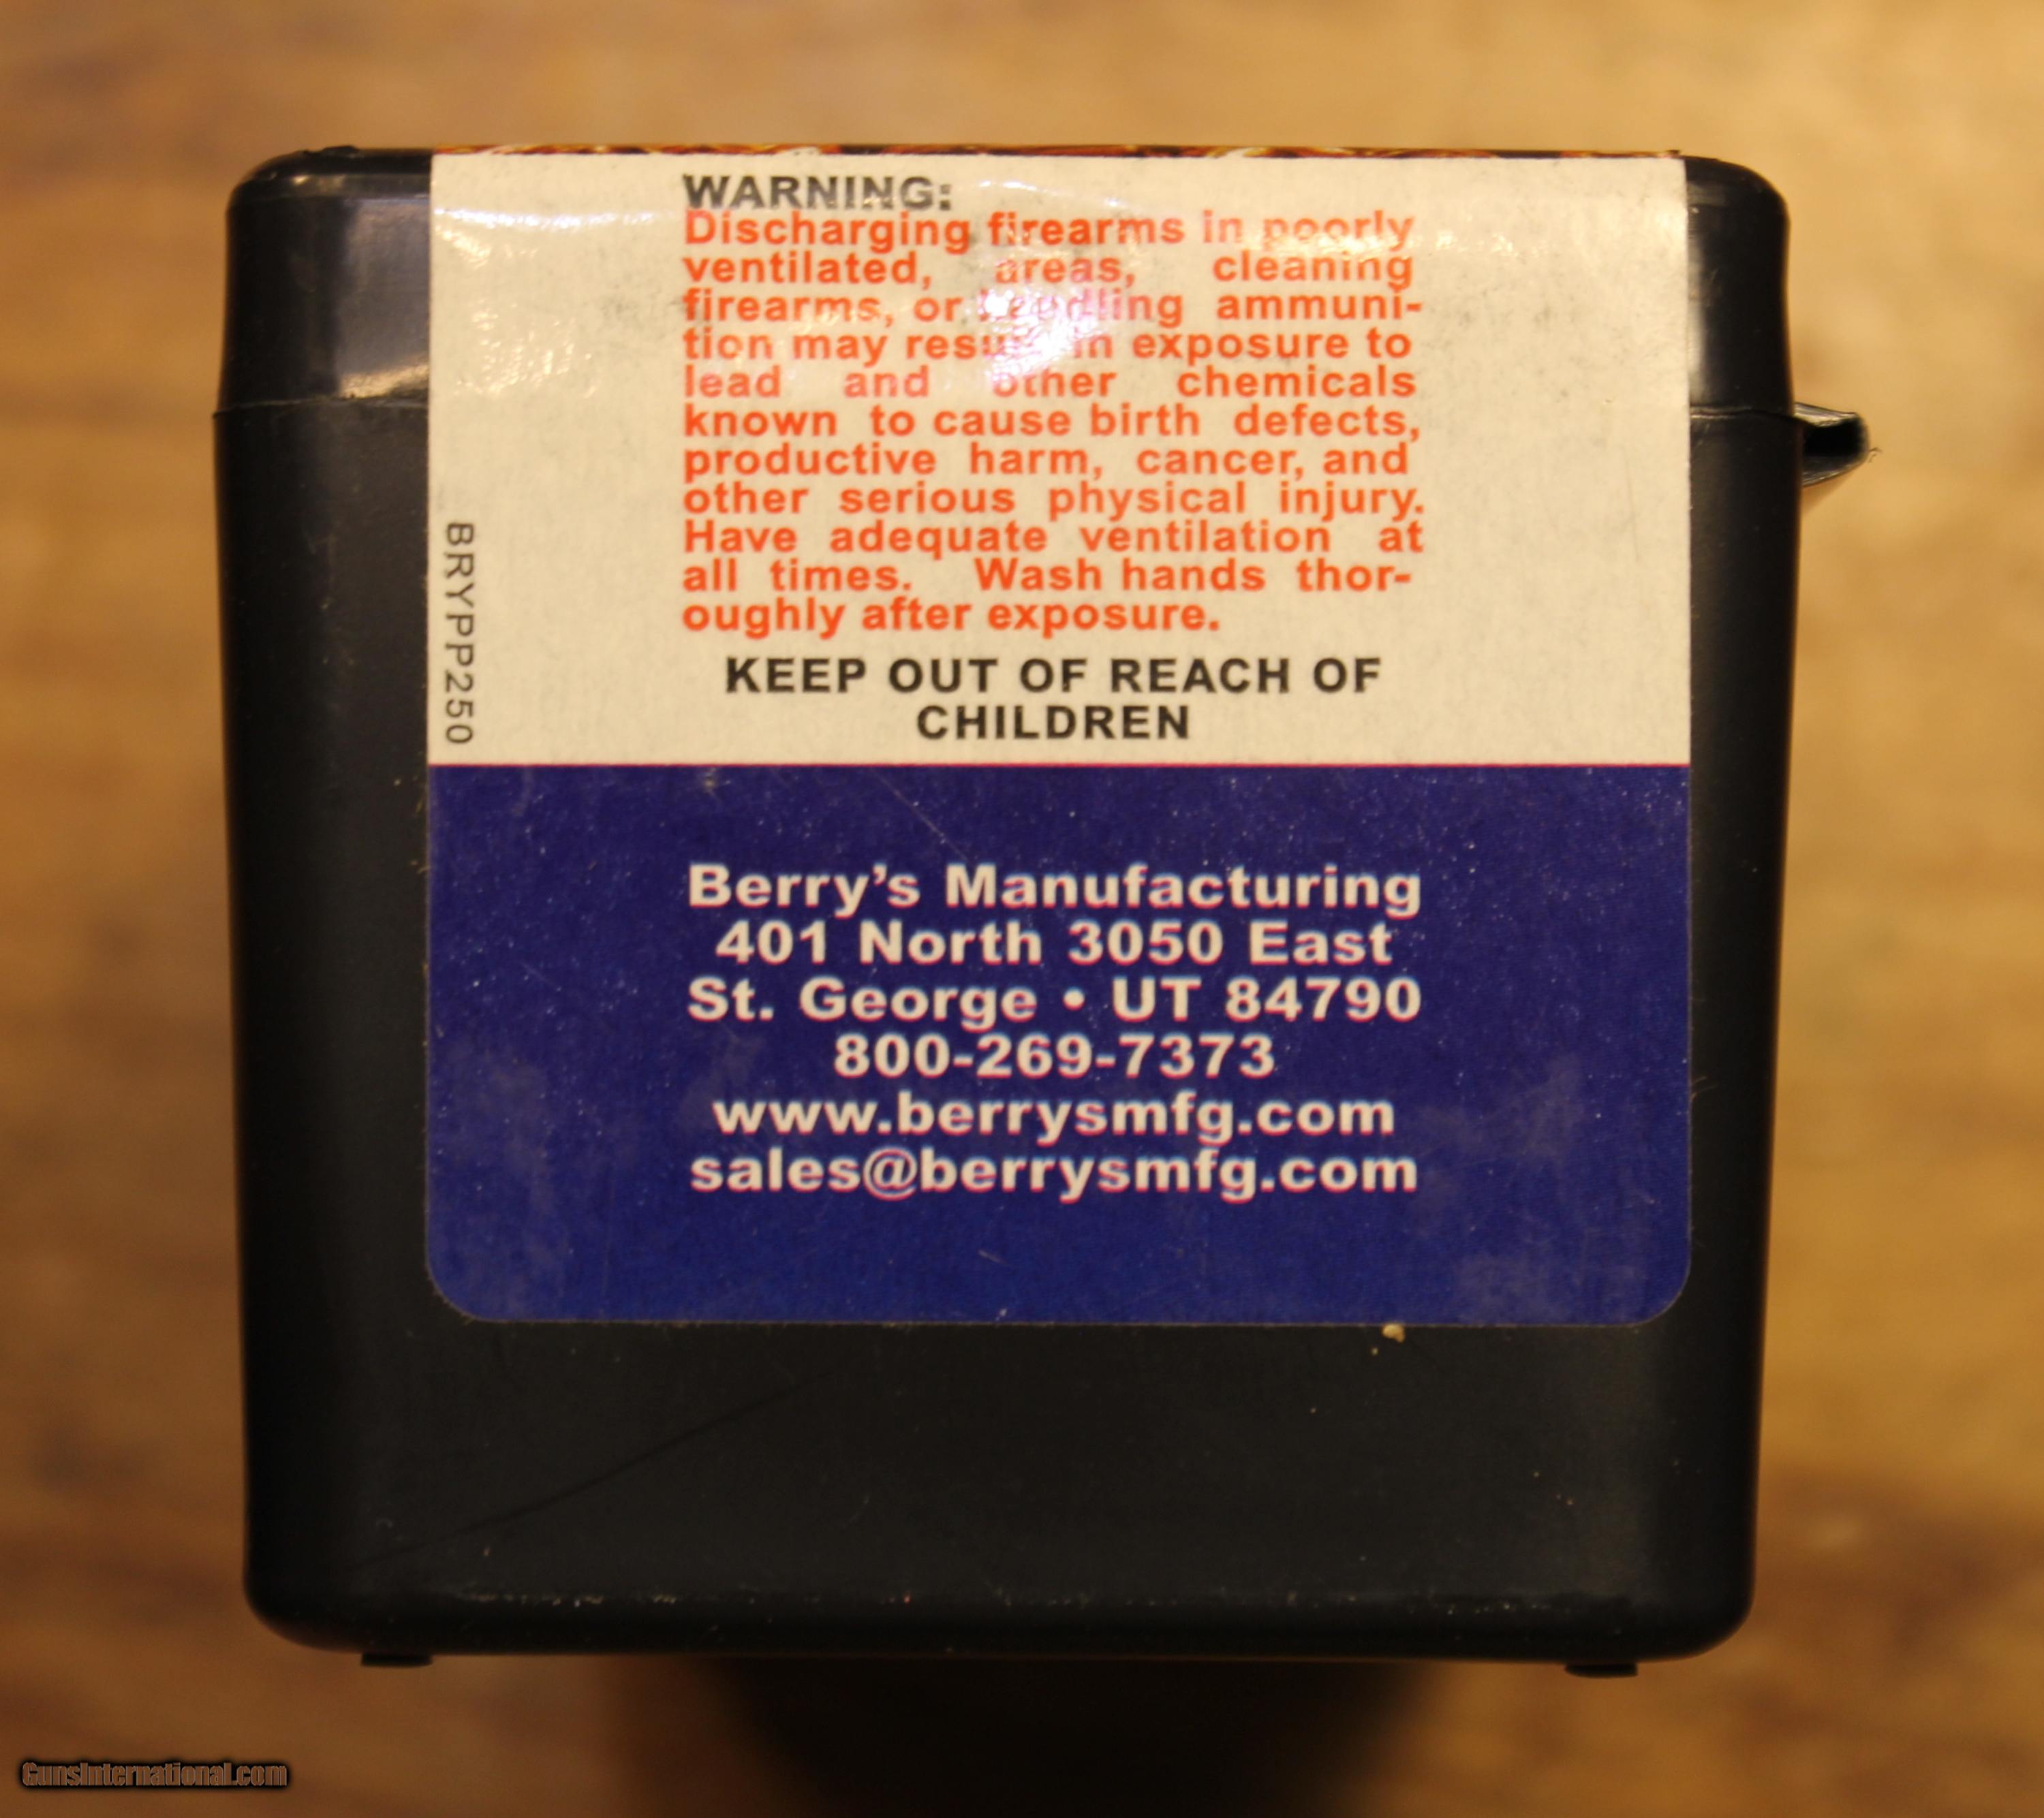 WARNING:
Discharging firearms in poorly
ventilated, areas, cleaning
firearms, or handling ammuni-
tion may result in exposure to
lead and other chemicals
known to cause birth defects,
productive harm, cancer, and
other serious physical injury.
Have adequate ventilation at
all times. Wash hands thor-
oughly after exposure.
KEEP OUT OF REACH OF
CHILDREN
BRYPP250
Berry's Manufacturing
401 North 3050 East
St. George • UT 84790
800-269-7373
www.berrysmfg.com
sales@berrysmfg.com
GunsInternational.com